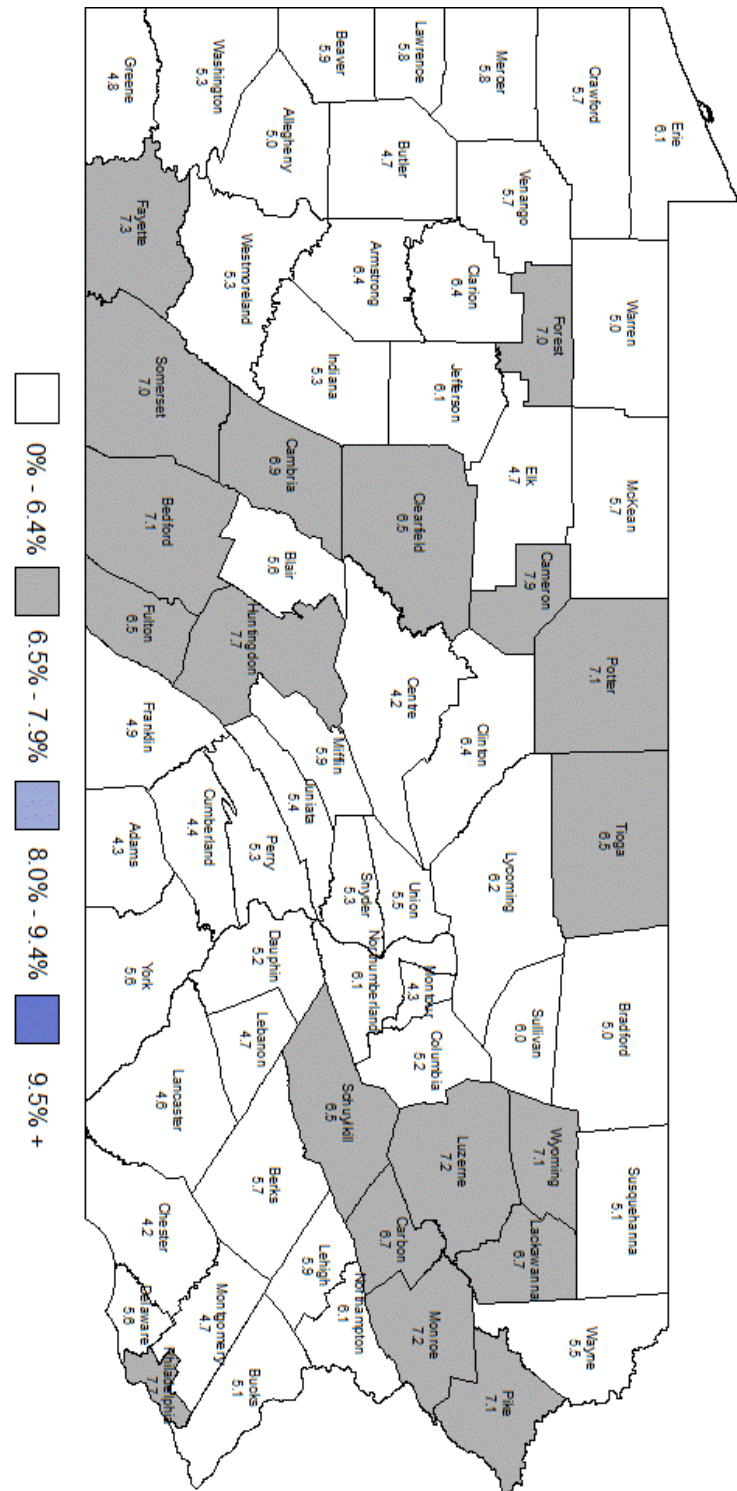 Erie
6.1
Crawford
5.7
Warren
5.0
McKean
5.7
Potter
7.1
Tioga
6.5
Bradford
5.0
Susquehanna
5.1
Wayne
5.5
Mercer
5.8
Venango
5.7
Forest
7.0
Elk
4.7
Cameron
7.9
Clinton
6.4
Lycoming
6.2
Sullivan
6.0
Wyoming
7.1
Lackawanna
6.7
Pike
7.1
Lawrence
5.8
Butler
4.7
Clarion
6.4
Jefferson
6.1
Clearfield
6.5
Centre
4.2
Union
5.5
Montour
4.3
Columbia
5.2
Luzerne
7.2
Monroe
7.2
Beaver
5.9
Armstrong
6.4
Indiana
5.3
Cambria
6.9
Blair
5.6
Huntingdon
7.7
Mifflin
5.9
Juniata
5.4
Snyder
5.3
Northumberland
6.1
Schuylkill
6.5
Carbon
6.7
Northampton
6.1
Lehigh
5.9
Allegheny
5.0
Westmoreland
5.3
Perry
5.3
Dauphin
5.2
Lebanon
4.7
Berks
5.7
Montgomery
4.7
Bucks
5.1
Washington
5.3
Greene
4.8
Fayette
7.3
Somerset
7.0
Bedford
7.1
Fulton
6.5
Franklin
4.9
Cumberland
4.4
Adams
4.3
York
5.6
Lancaster
4.6
Chester
4.2
Delaware
5.6
Philadelphia
7.7
0% - 6.4%
6.5% - 7.9%
8.0% - 9.4%
9.5% +